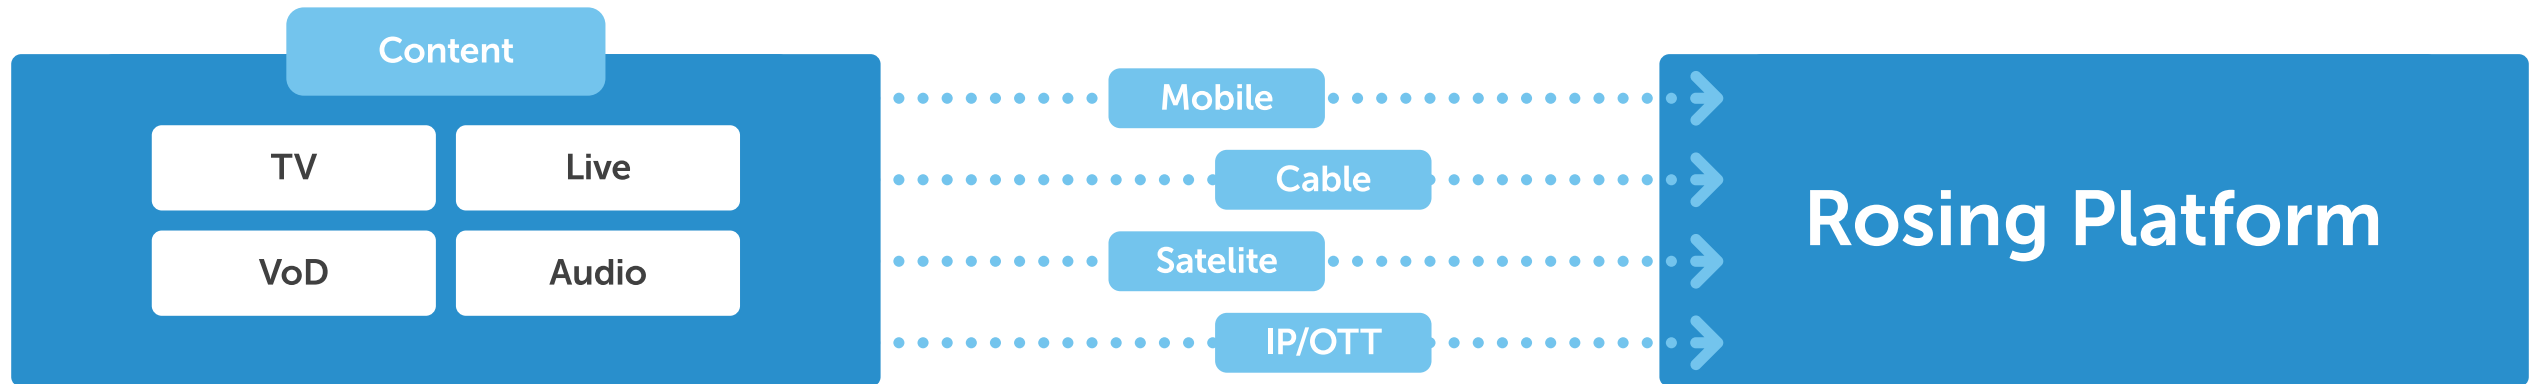 Content
TV
Live
VoD
Audio
Mobile
Cable
Satelite
IP/OTT
Rosing Platform